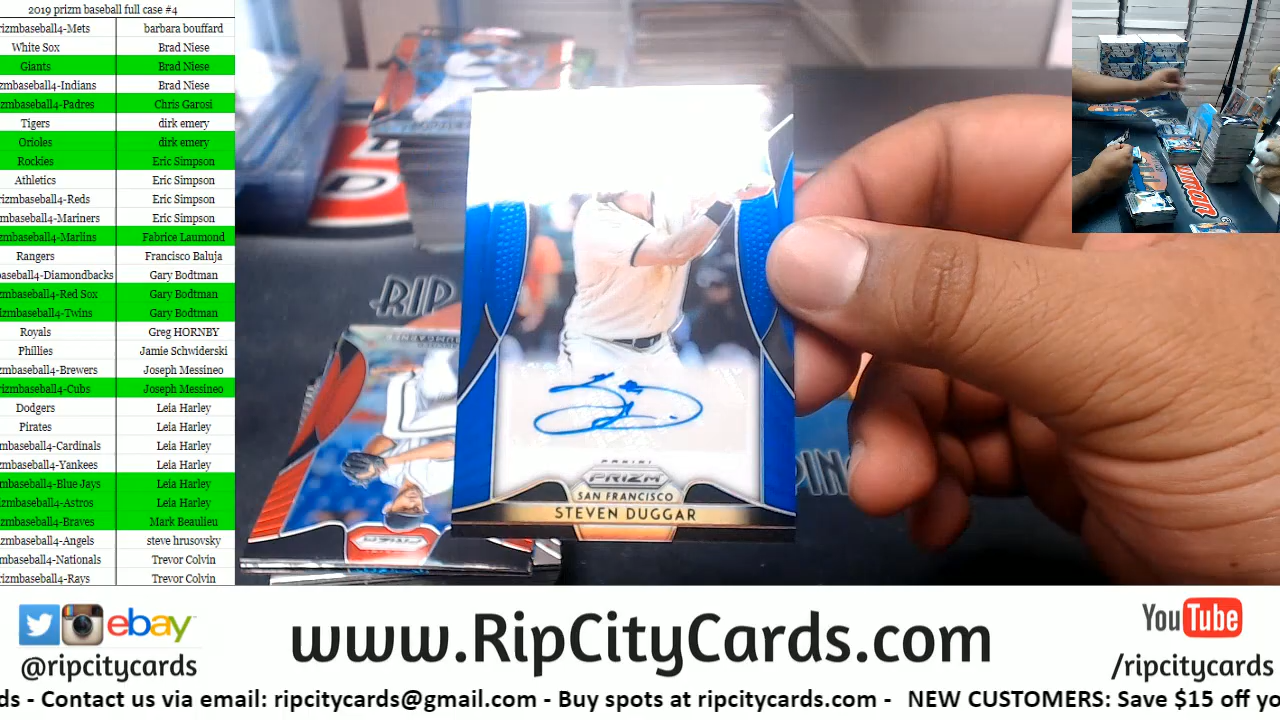 2019 prizm baseball full case #4
rizmbaseball4-Mets barbara bouffard
White Sox Brad Niese
Giants Brad Niese
zmbaseball4-Indians Brad Niese
zmbaseball4-Padres Chris Garosi
Tigers dirk emery
Orioles dirk emery
Rockies Eric Simpson
Athletics Eric Simpson
rizmbaseball4-Reds Eric Simpson
mbaseball4-Mariners Eric Simpson
zmbaseball4-Marlins Fabrice Laumond
Rangers Francisco Baluja
baseball4-Diamondbacks Gary Bodtman
zmbaseball4-Red Sox Gary Bodtman
zmbaseball4-Twins Gary Bodtman
Royals Greg HORNBY
Phillies Jamie Schwiderski
izmbaseball4-Brewers Joseph Messineo
rizmbaseball4-Cubs Joseph Messineo
Dodgers Leia Harley
Pirates Leia Harley
mbaseball4-Cardinals Leia Harley
zmbaseball4-Yankees Leia Harley
zmbaseball4-Blue Jays Leia Harley
zmbaseball4-Astros Leia Harley
zmbaseball4-Braves Mark Beaulieu
zmbaseball4-Angels steve hrusovsky
mbaseball4-Nationals Trevor Colvin
rizmbaseball4-Rays Trevor Colvin
RIP
PANINI
PRIZM
SAN FRANCISCO
STEVEN DUGGAR
PRIZM
PIN
ebay
@ripcitycards
www.RipCityCards.com
YouTube
/ripcitycards
ds - Contact us via email: ripcitycards@gmail.com - Buy spots at ripcitycards.com - NEW CUSTOMERS: Save $15 off yo